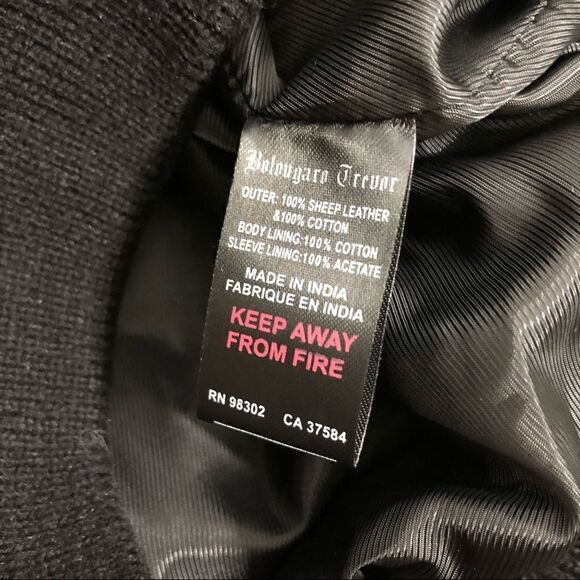 Bolongaro Trevor
OUTER: 100% SHEEP LEATHER
&100% COTTON
BODY LINING:100% COTTON
SLEEVE LINING:100% ACETATE
MADE IN INDIA
FABRIQUE EN INDIA
KEEP AWAY
FROM FIRE
RN 98302 CA 37584